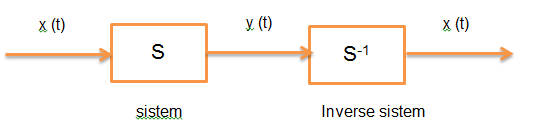 x (t) y (t) x (t)
S S⁻¹
sistem Inverse sistem